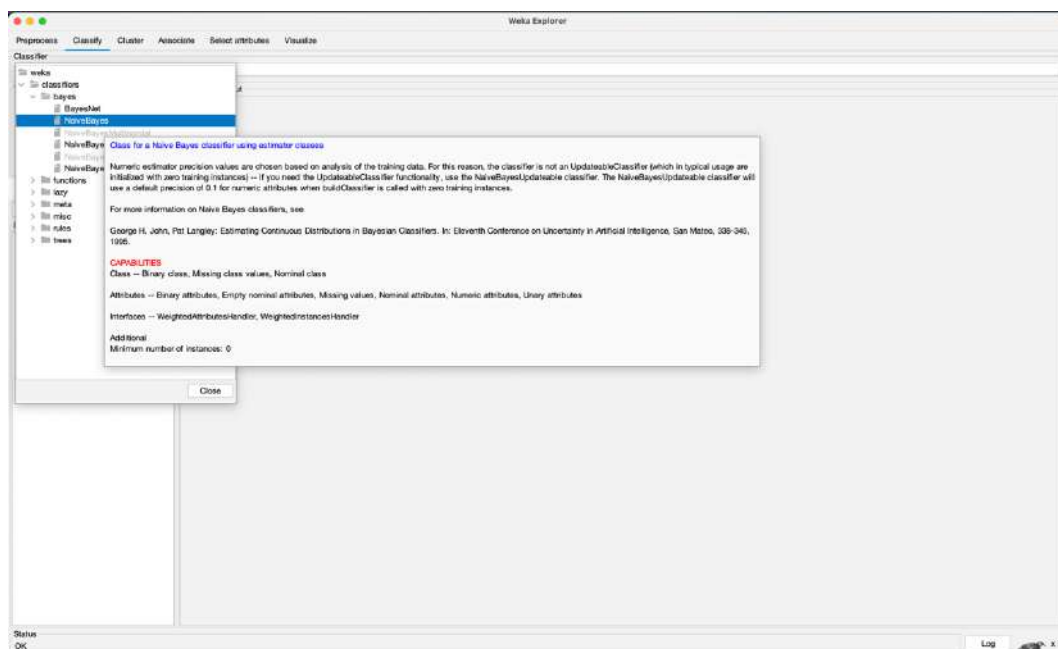 Weka Explorer
Preprocess Classify Cluster Associate Select attributes Visualize
Classifier
weka
classifiers
bayes
BayesNet
NaiveBayes
NaiveBayesMultinomial
NaiveBaye
NaiveBaye
NaiveBaye
functions
lazy
meta
misc
rules
trees
Close
Class for a Naive Bayes classifier using estimator classes
Numeric estimator precision values are chosen based on analysis of the training data. For this reason, the classifier is not an UpdateableClassifier (which in typical usage are
initialized with zero training instances) -- if you need the UpdateableClassifier functionality, use the NaiveBayesUpdateable classifier. The NaiveBayesUpdateable classifier will
use a default precision of 0.1 for numeric attributes when buildClassifier is called with zero training instances.
For more information on Naive Bayes classifiers, see
George H. John, Pat Langley: Estimating Continuous Distributions in Bayesian Classifiers. In: Eleventh Conference on Uncertainty in Artificial Intelligence, San Mateo, 338-345,
1995.
CAPABILITIES
Class -- Binary class, Missing class values, Nominal class
Attributes -- Binary attributes, Empty nominal attributes, Missing values, Nominal attributes, Numeric attributes, Unary attributes
Interfaces -- WeightedAttributesHandler, WeightedInstancesHandler
Additional
Minimum number of instances: 0
Status
OK
Log
x